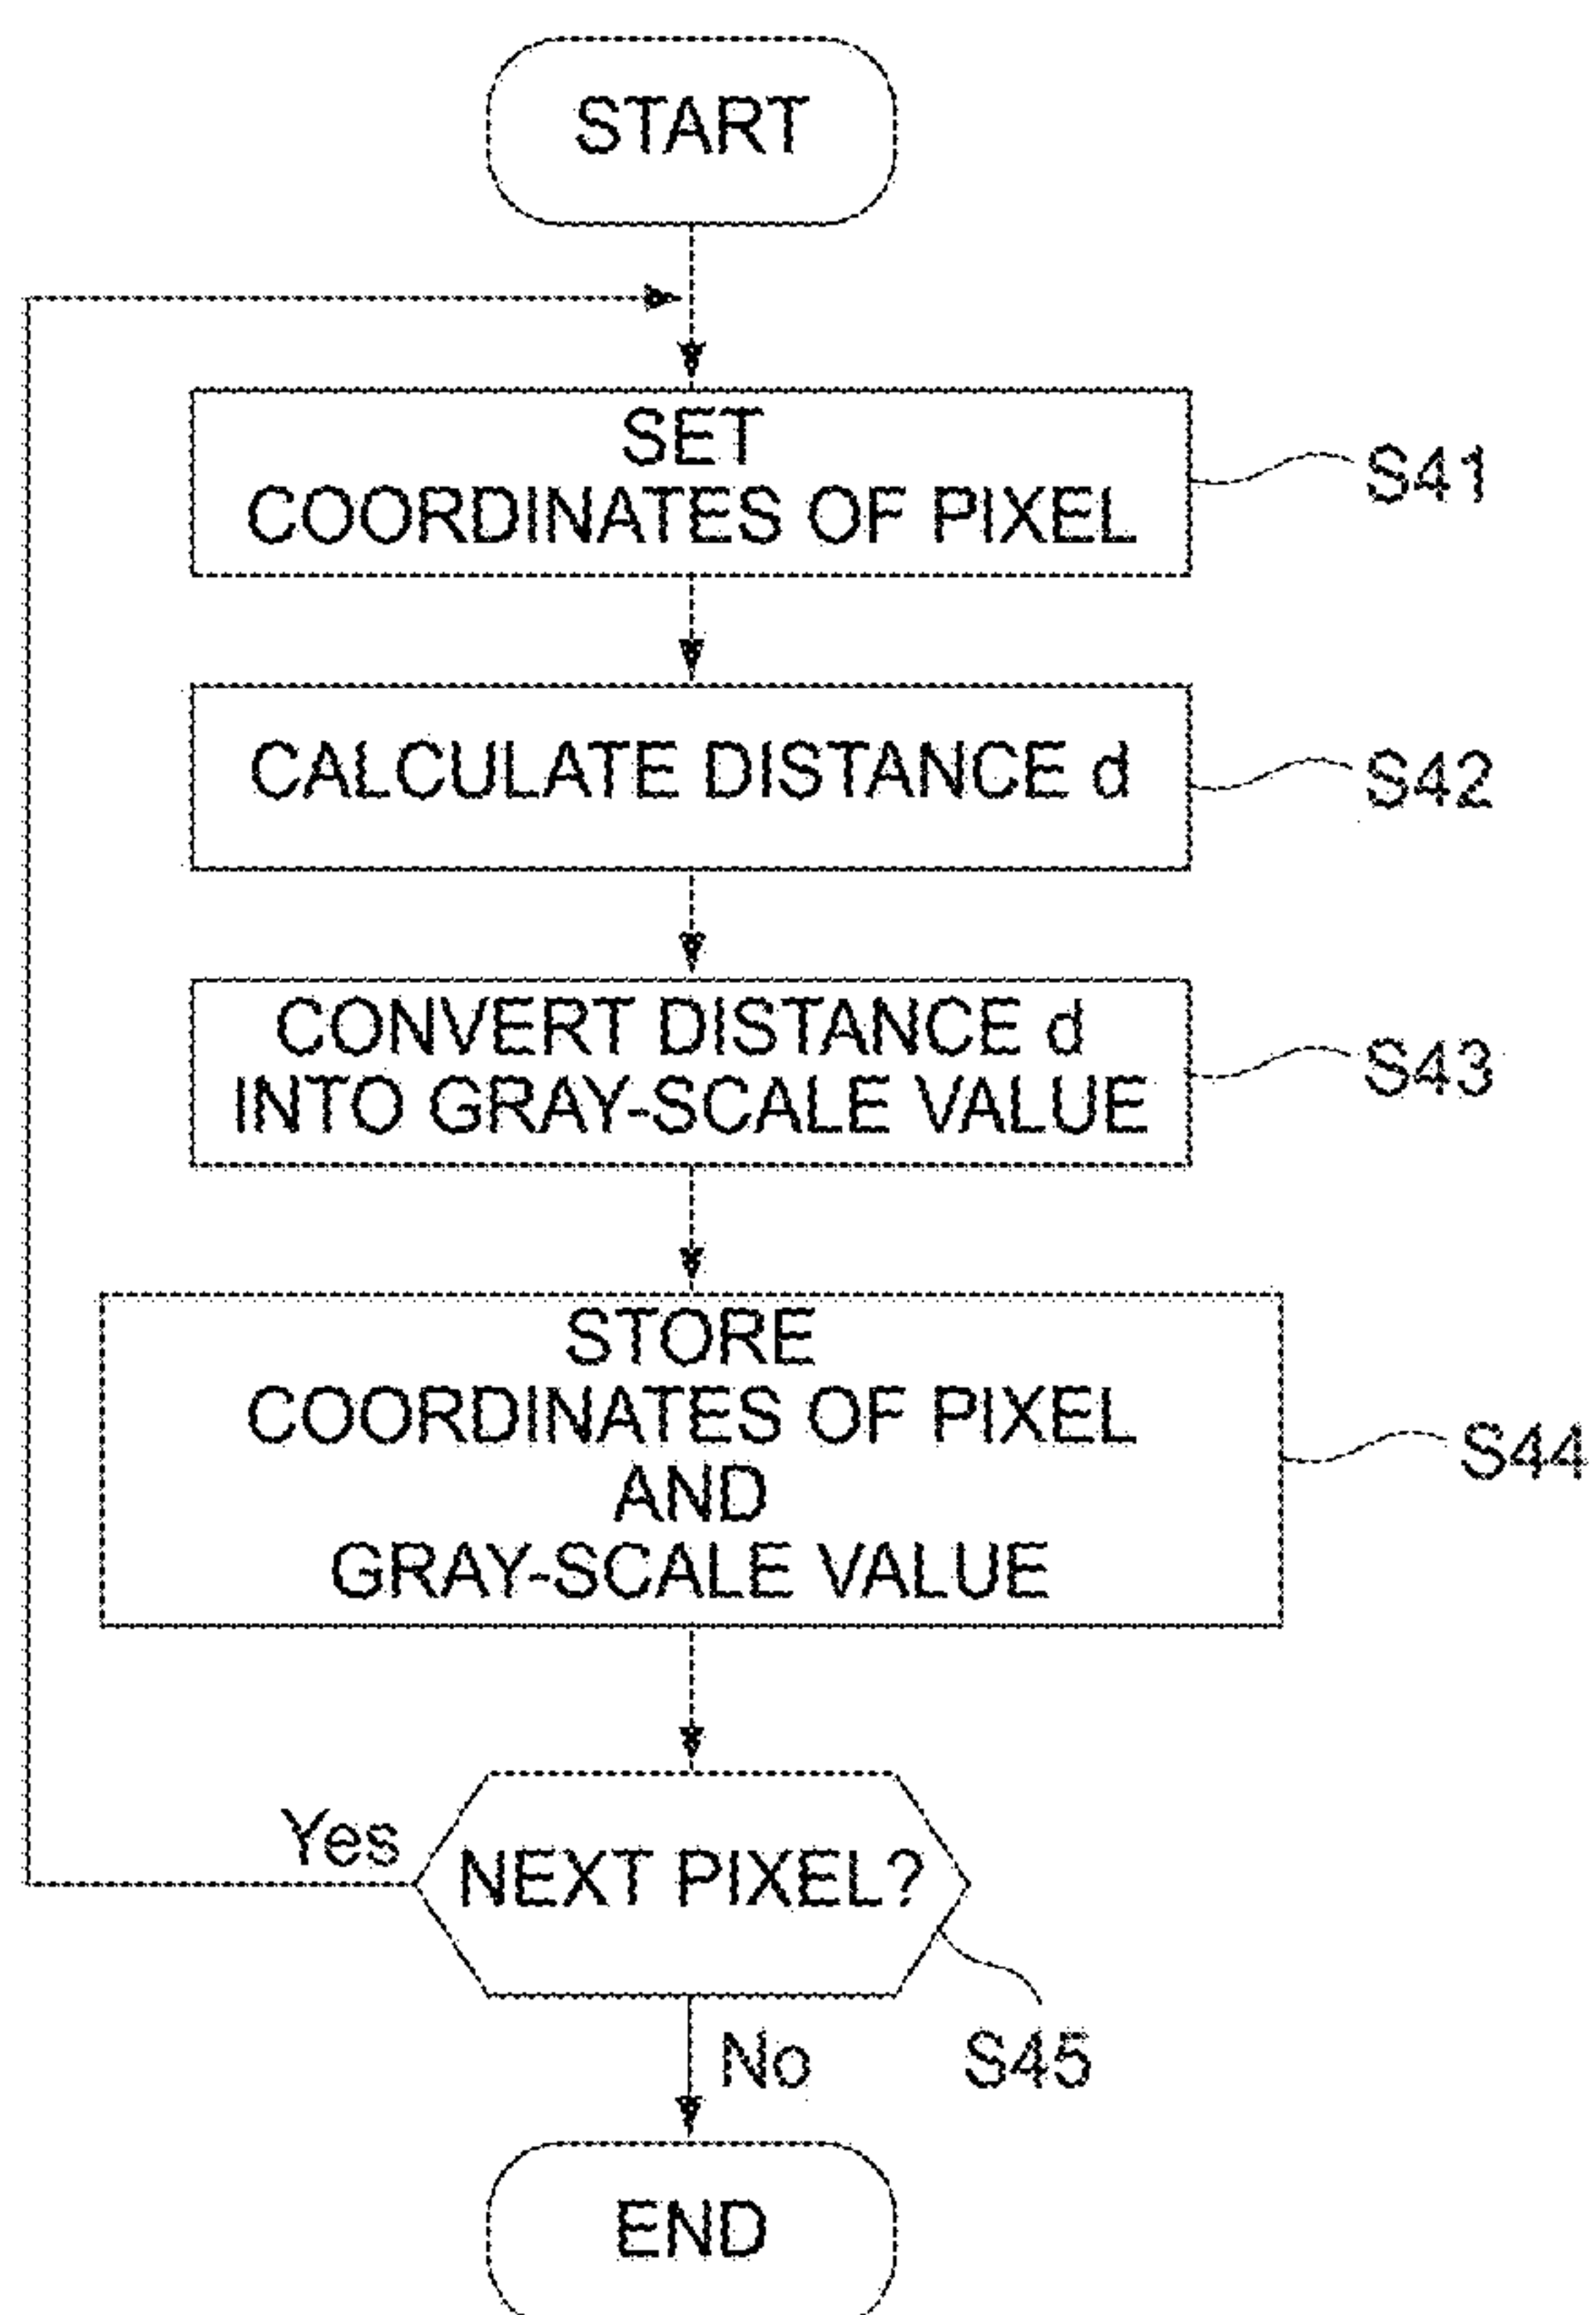 START
SET
COORDINATES OF PIXEL
S41
CALCULATE DISTANCE d
S42
CONVERT DISTANCE d
INTO GRAY-SCALE VALUE
S43
STORE
COORDINATES OF PIXEL
AND
GRAY-SCALE VALUE
S44
Yes
NEXT PIXEL?
No
S45
END